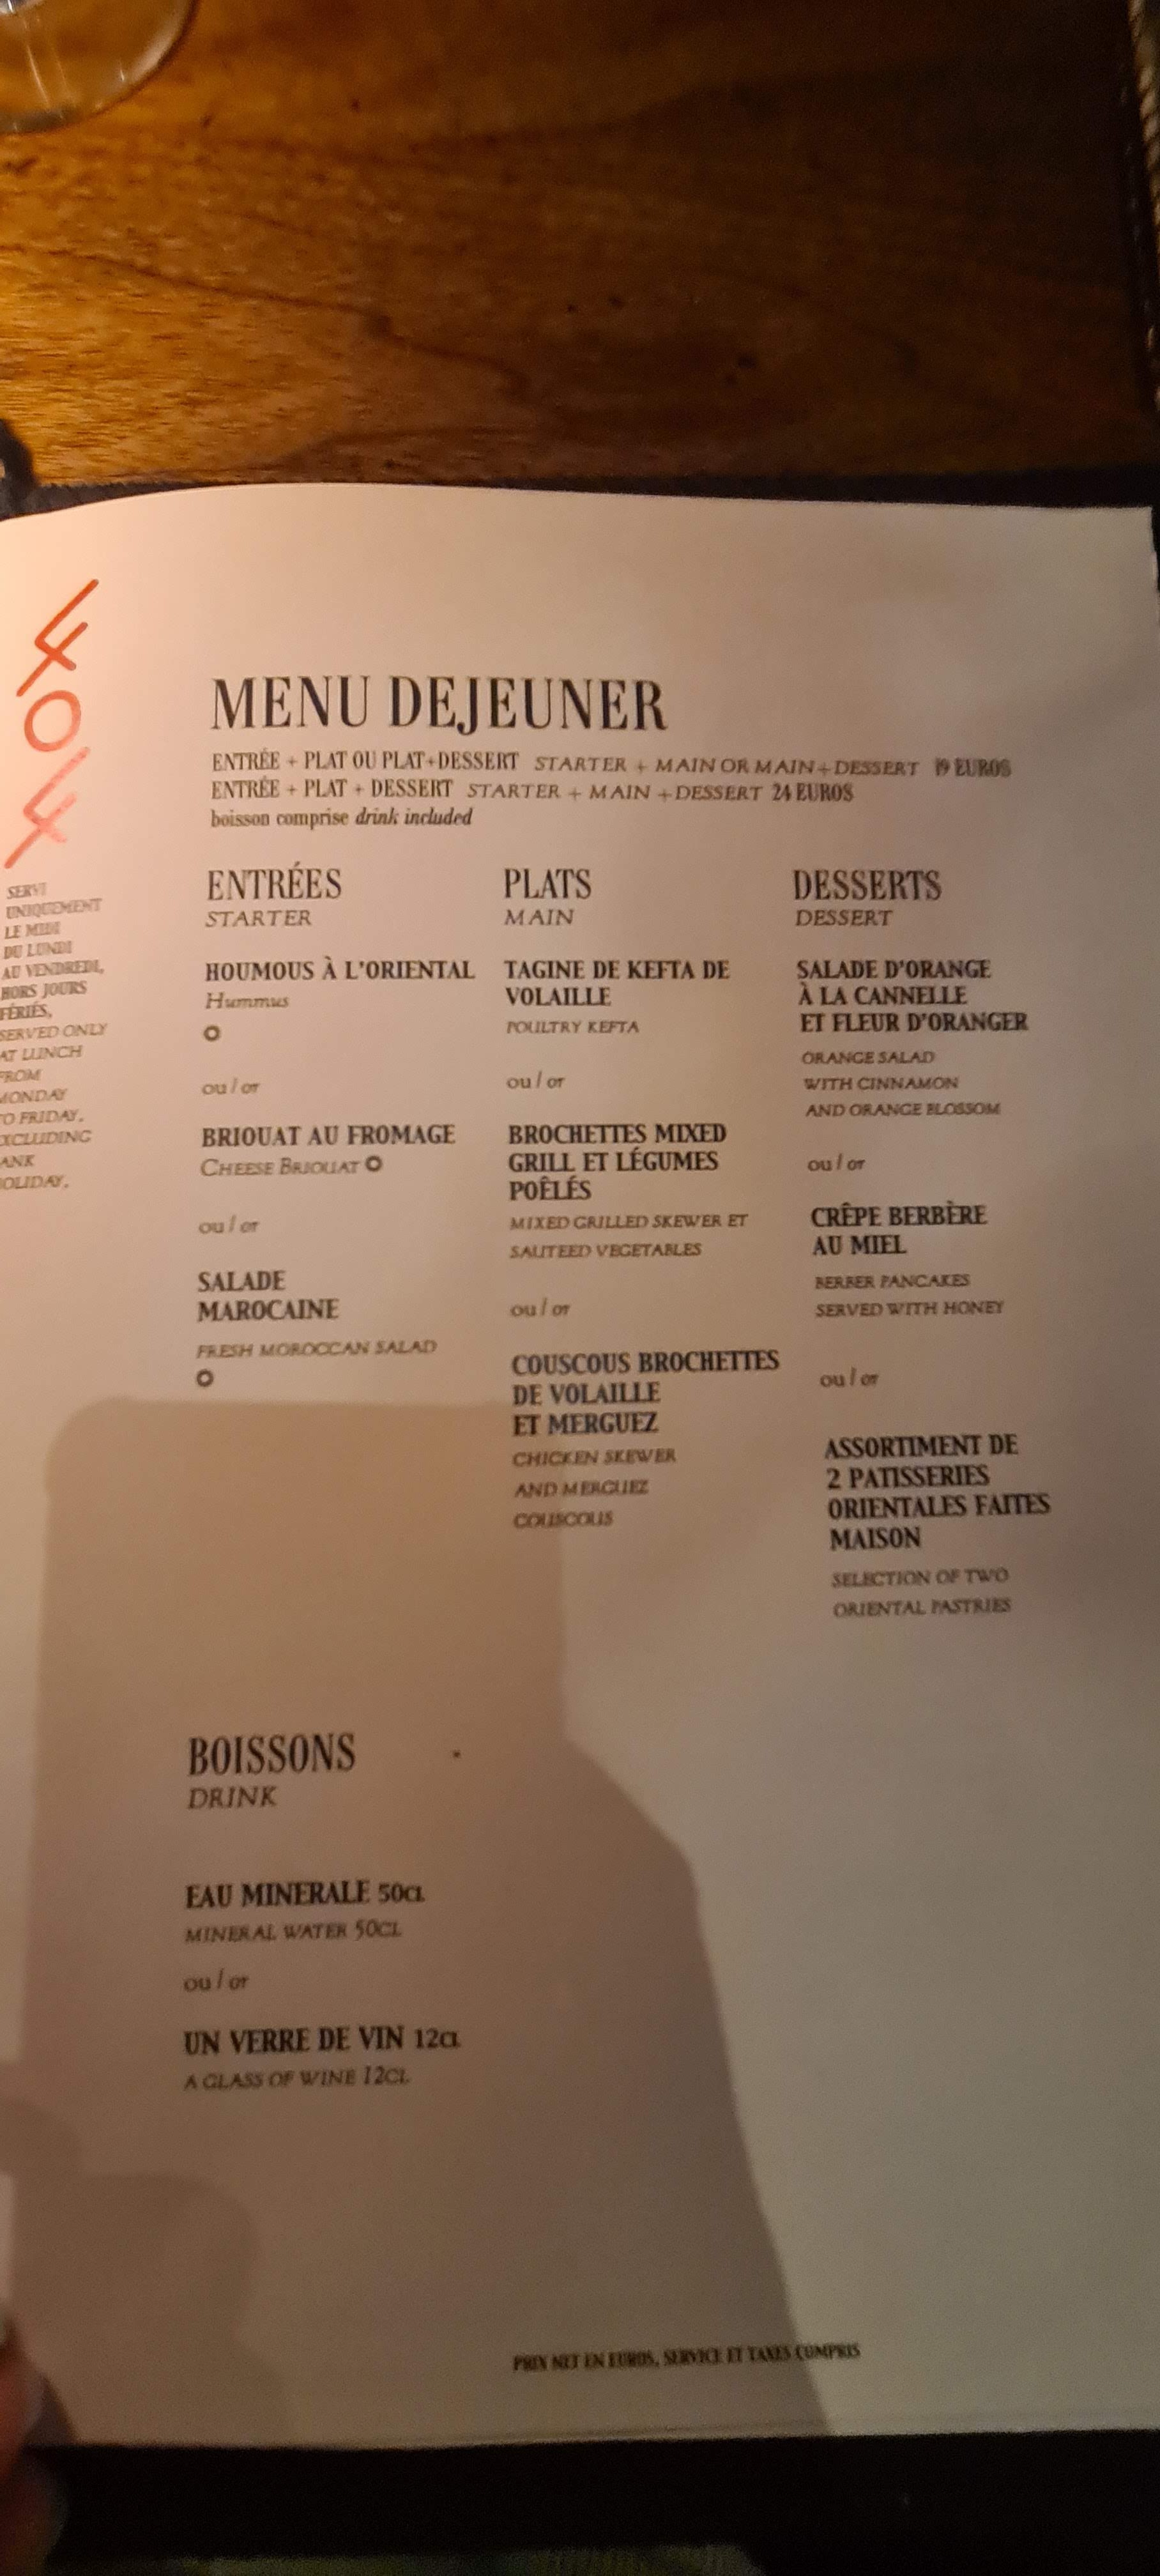 404
SERVI
UNIQUEMENT
LE MIDI
DU LUNDI
AU VENDREDI,
HORS JOURS
FÉRIÉS,
SERVED ONLY
AT LUNCH
FROM
MONDAY
TO FRIDAY,
EXCLUDING
ANK
OLIDAY,
MENU DEJEUNER
ENTRÉE + PLAT OU PLAT+DESSERT STARTER + MAIN OR MAIN+DESSERT 19 EUROS
ENTRÉE + PLAT + DESSERT STARTER + MAIN +DESSERT 24 EUROS
boisson comprise drink included
ENTRÉES
STARTER
HOUMOUS À L'ORIENTAL
Hummus
ou / or
BRIOUAT AU FROMAGE
CHEESE BRIOUAT
ou / or
SALADE
MAROCAINE
FRESH MOROCCAN SALAD
PLATS
MAIN
TAGINE DE KEFTA DE
VOLAILLE
POULTRY KEFTA
ou / or
BROCHETTES MIXED
GRILL ET LÉGUMES
POÊLÉS
MIXED GRILLED SKEWER ET
SAUTEED VEGETABLES
ou / or
COUSCOUS BROCHETTES
DE VOLAILLE
ET MERGUEZ
CHICKEN SKEWER
AND MERGUEZ
COUSCOUS
DESSERTS
DESSERT
SALADE D'ORANGE
À LA CANNELLE
ET FLEUR D'ORANGER
ORANGE SALAD
WITH CINNAMON
AND ORANGE BLOSSOM
ou / or
CRÊPE BERBÈRE
AU MIEL
BERBER PANCAKES
SERVED WITH HONEY
ou / or
ASSORTIMENT DE
2 PATISSERIES
ORIENTALES FAITES
MAISON
SELECTION OF TWO
ORIENTAL PASTRIES
BOISSONS
DRINK
EAU MINERALE 50CL
MINERAL WATER 50CL
ou / or
UN VERRE DE VIN 12CL
A GLASS OF WINE 12CL
PRIX NET EN EUROS, SERVICE ET TAXES COMPRIS